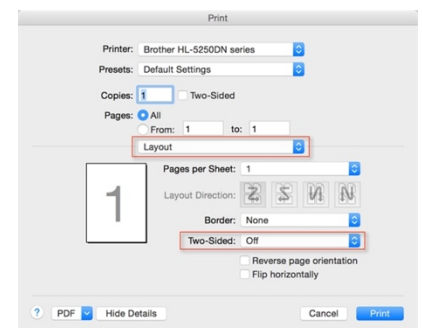 Print
Printer: Brother HL-5250DN series
Presets: Default Settings
Copies: 1 Two-Sided
Pages: All
From: 1 to: 1
Layout
Pages per Sheet: 1
1
Layout Direction:
Border: None
Two-Sided: Off
Reverse page orientation
Flip horizontally
? PDF Hide Details Cancel Print